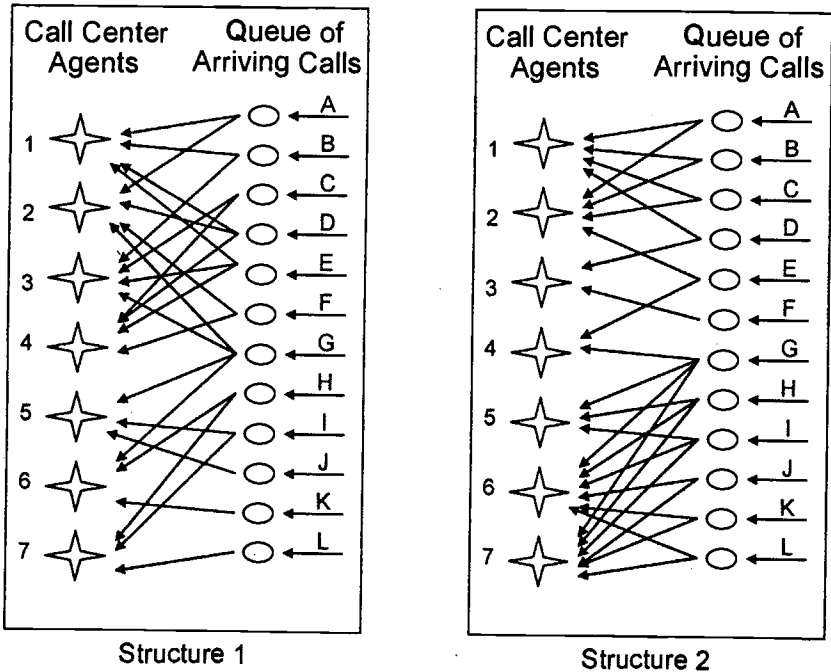 Call Center
Agents
Queue of
Arriving Calls
1
2
3
4
5
6
7
A
B
C
D
E
F
G
H
I
J
K
L
Structure 1
Call Center
Agents
Queue of
Arriving Calls
1
2
3
4
5
6
7
A
B
C
D
E
F
G
H
I
J
K
L
Structure 2